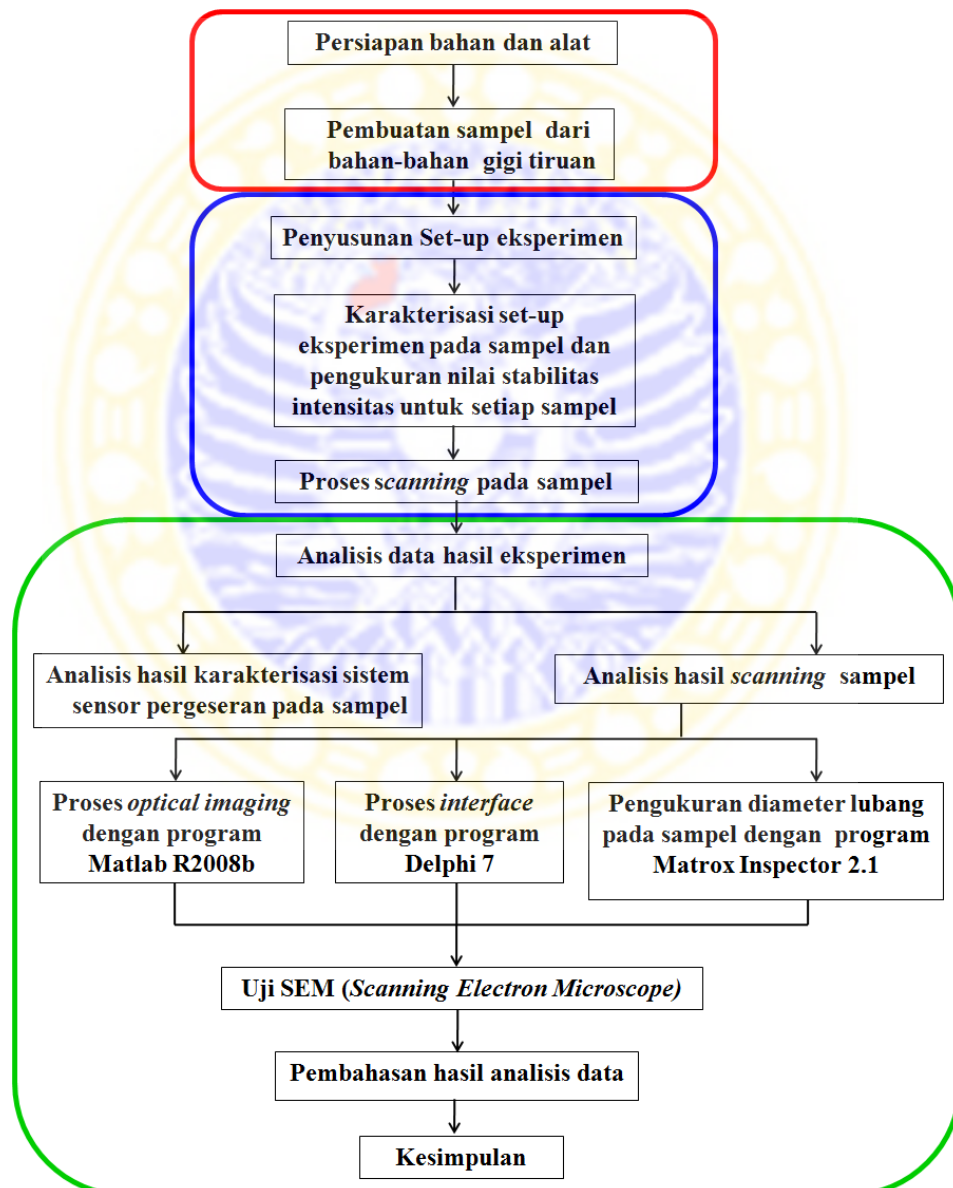 Persiapan bahan dan alat
Pembuatan sampel dari
bahan-bahan gigi tiruan
Penyusunan Set-up eksperimen
Karakterisasi set-up
eksperimen pada sampel dan
pengukuran nilai stabilitas
intensitas untuk setiap sampel
Proses scanning pada sampel
Analisis data hasil eksperimen
Analisis hasil karakterisasi sistem
sensor pergeseran pada sampel
Analisis hasil scanning sampel
Proses optical imaging
dengan program
Matlab R2008b
Proses interface
dengan program
Delphi 7
Pengukuran diameter lubang
pada sampel dengan program
Matrox Inspector 2.1
Uji SEM (Scanning Electron Microscope)
Pembahasan hasil analisis data
Kesimpulan